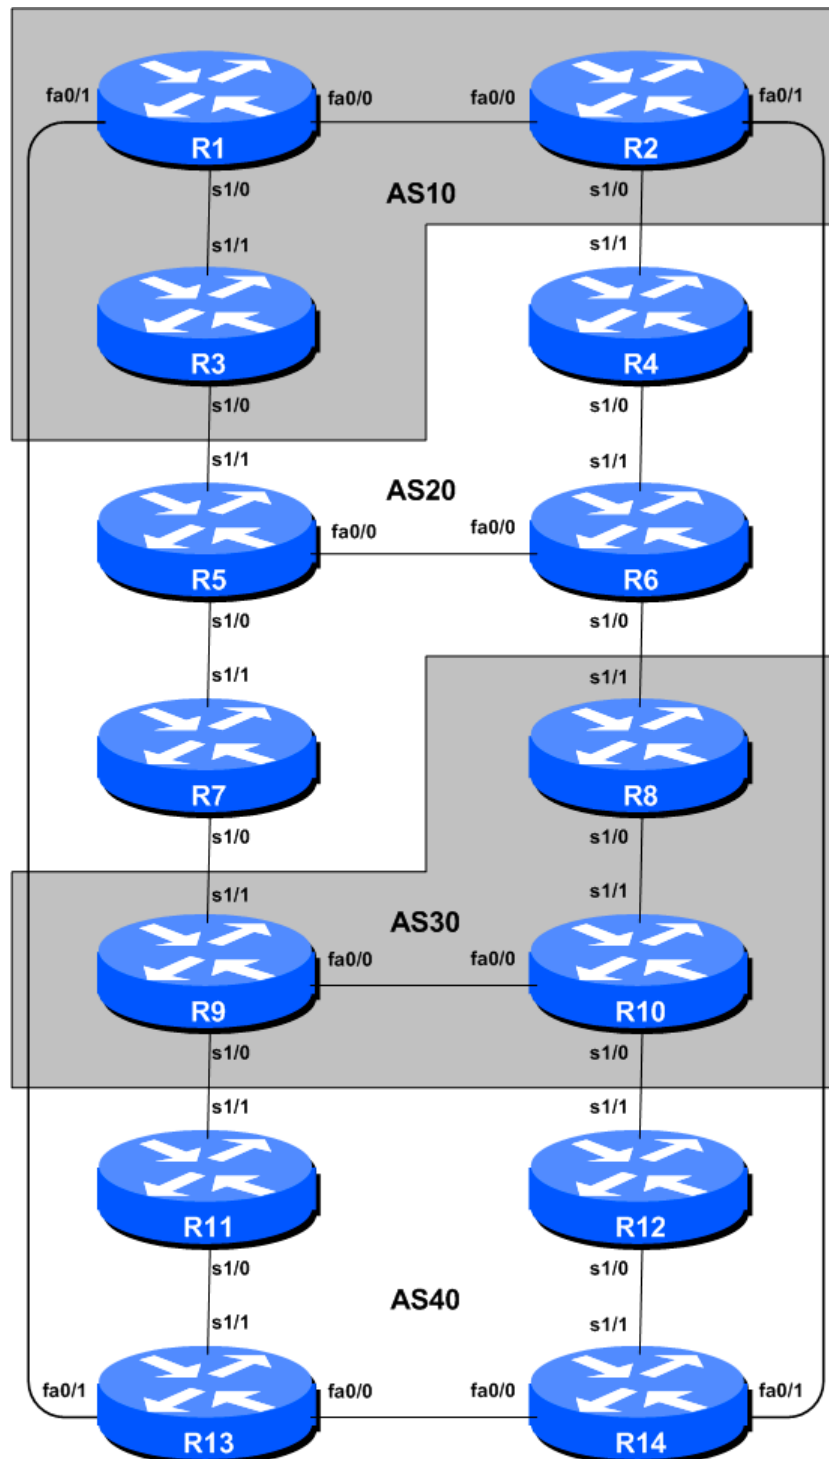 fa0/1 fa0/0 fa0/0 fa0/1
R1 R2
s1/0 AS10 s1/0
s1/1 s1/1
R3 R4
s1/0 s1/0
s1/1 AS20 s1/1
fa0/0 fa0/0
R5 R6
s1/0 s1/0
s1/1 s1/1
R7 R8
s1/0 s1/0
s1/1 AS30 s1/1
fa0/0 fa0/0
R9 R10
s1/0 s1/0
s1/1 s1/1
R11 R12
s1/0 s1/0
AS40
s1/1 s1/1
fa0/1 fa0/0 fa0/0 fa0/1
R13 R14